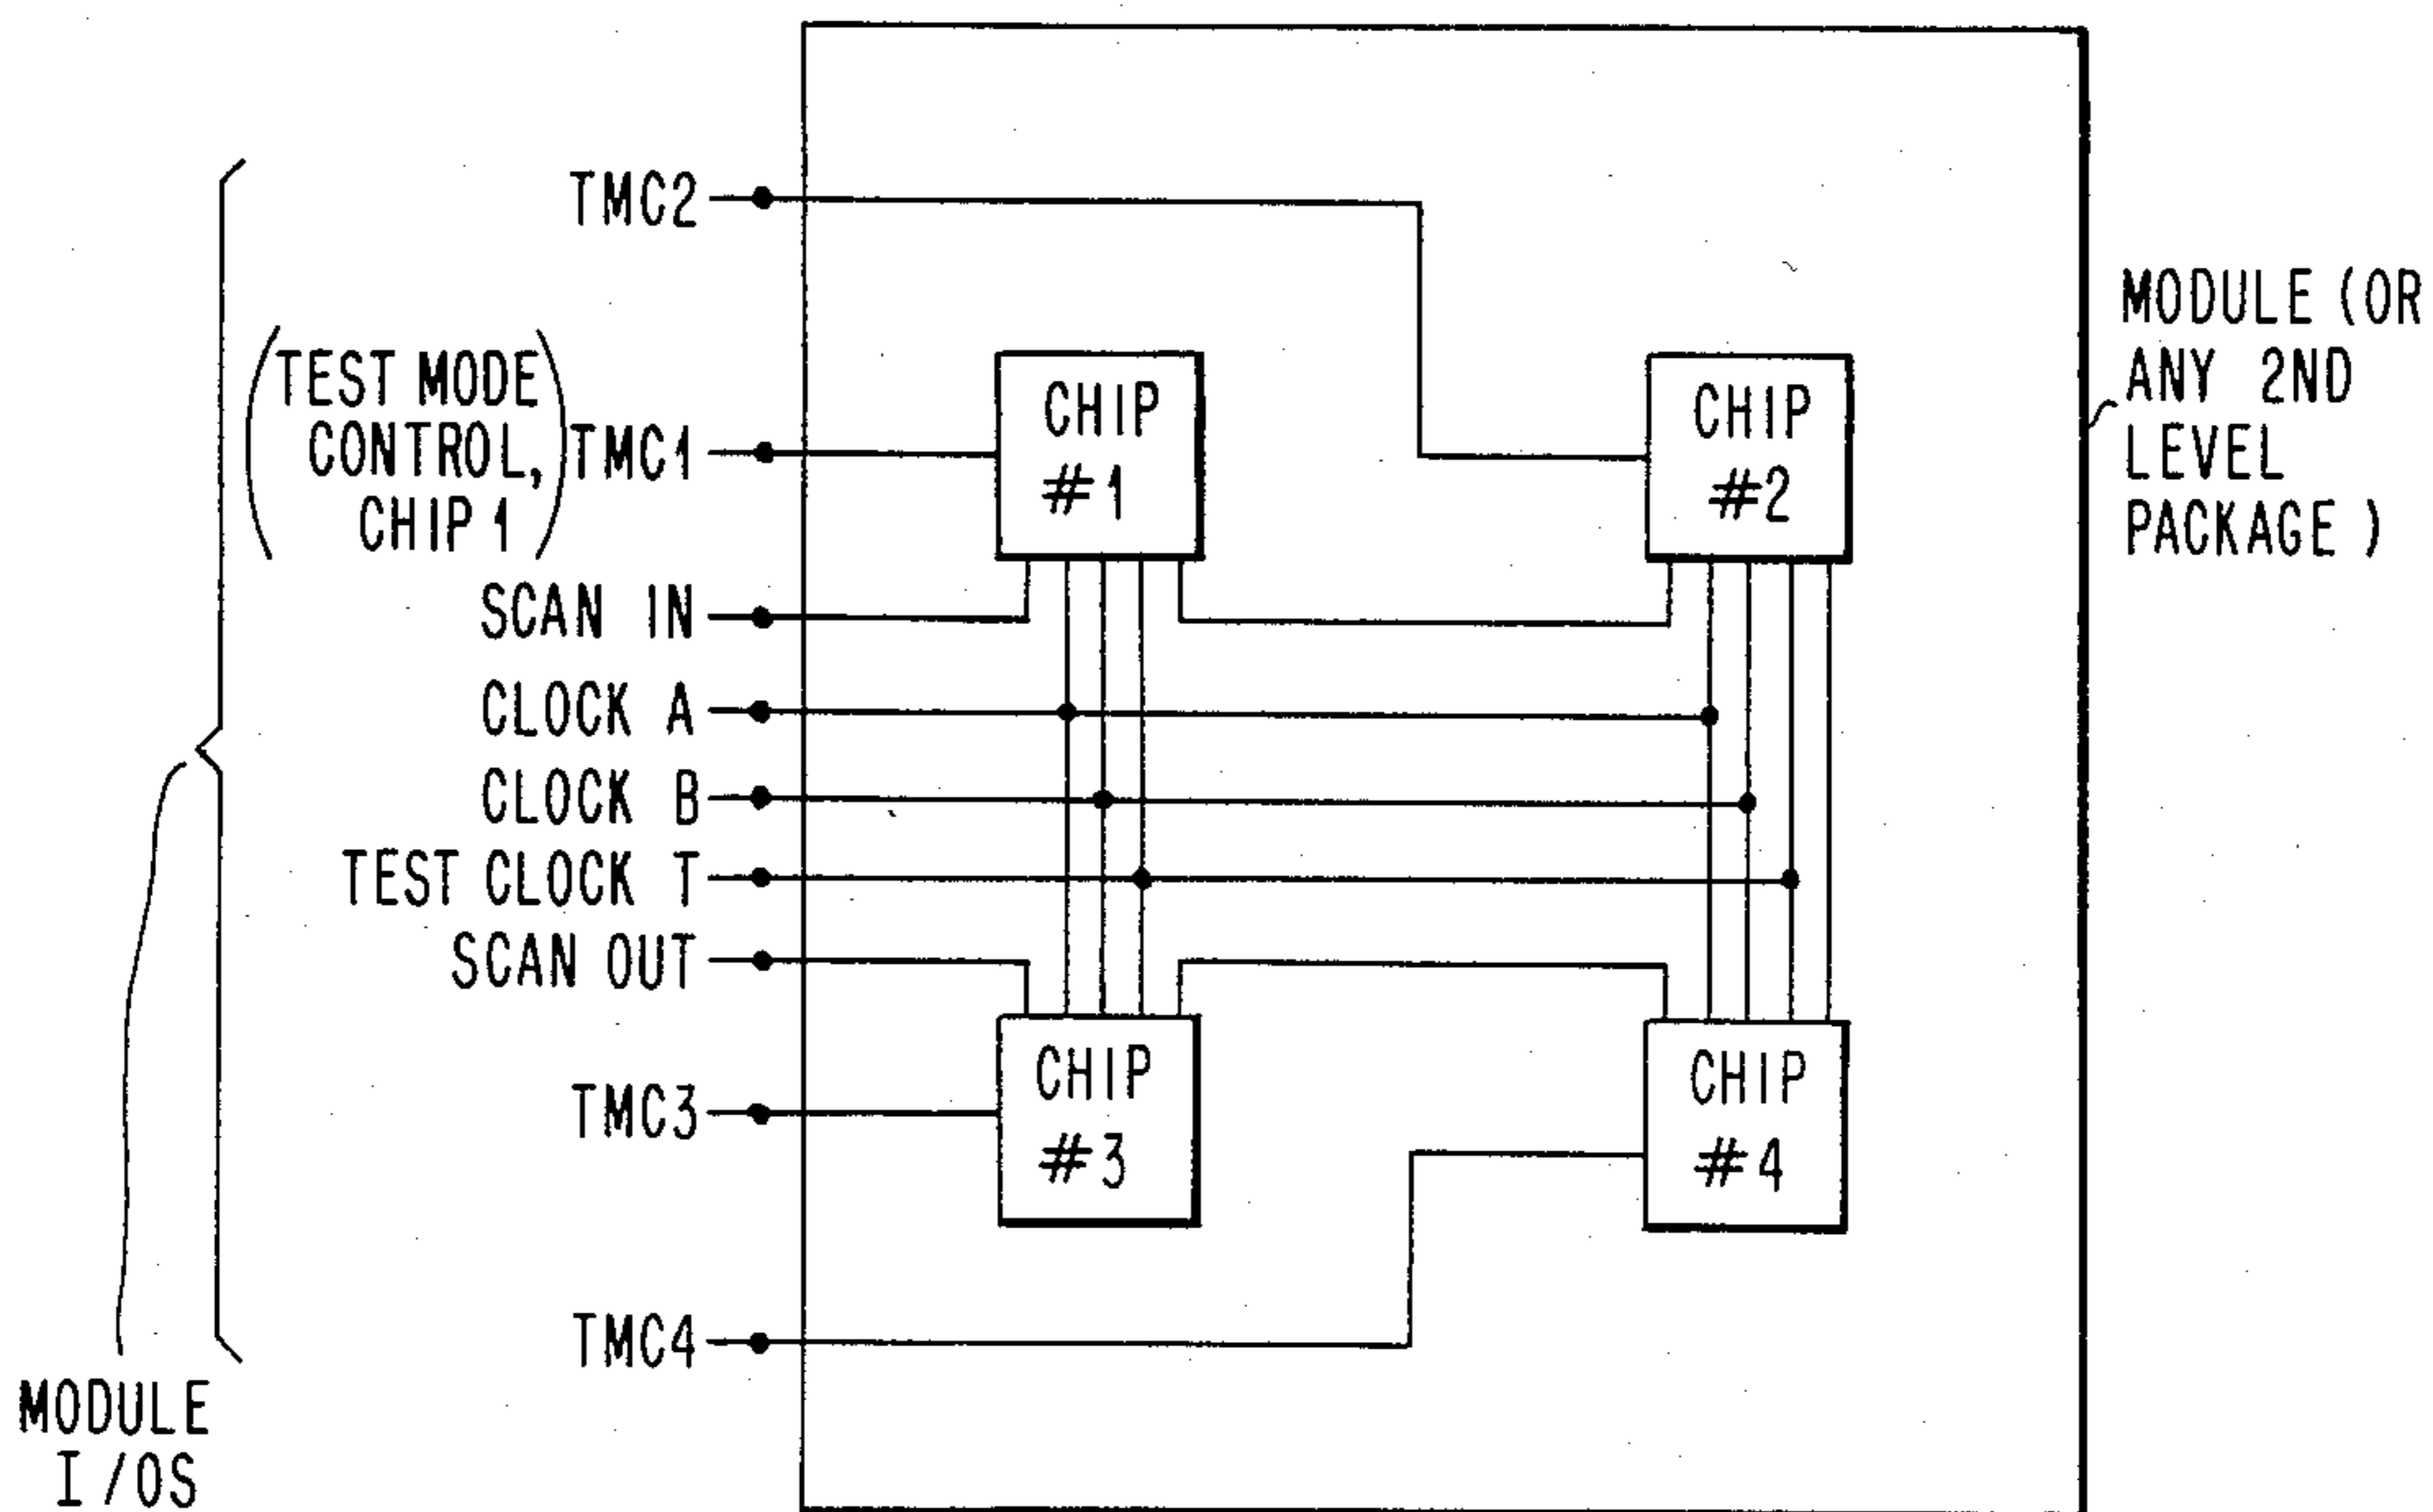 TMC2
(TEST MODE
CONTROL,
CHIP 1)
TMC1
SCAN IN
CLOCK A
CLOCK B
TEST CLOCK T
SCAN OUT
TMC3
TMC4
MODULE
I/OS
CHIP
#1
CHIP
#2
CHIP
#3
CHIP
#4
MODULE (OR
ANY 2ND
LEVEL
PACKAGE)